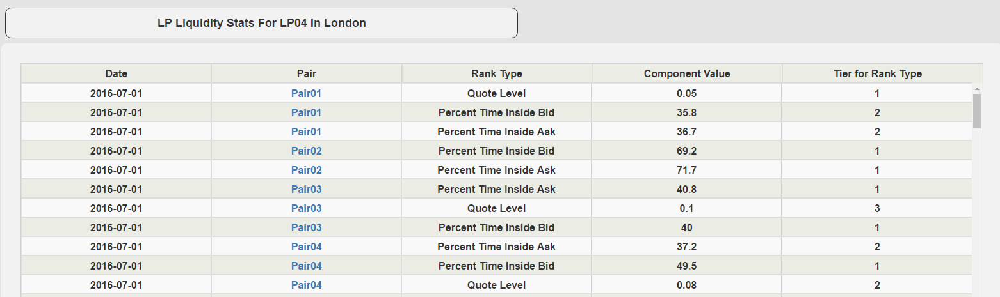 LP Liquidity Stats For LP04 In London
Date Pair Rank Type Component Value Tier for Rank Type
2016-07-01 Pair01 Quote Level 0.05 1
2016-07-01 Pair01 Percent Time Inside Bid 35.8 2
2016-07-01 Pair01 Percent Time Inside Ask 36.7 2
2016-07-01 Pair02 Percent Time Inside Bid 69.2 1
2016-07-01 Pair02 Percent Time Inside Ask 71.7 1
2016-07-01 Pair03 Percent Time Inside Ask 40.8 1
2016-07-01 Pair03 Quote Level 0.1 3
2016-07-01 Pair03 Percent Time Inside Bid 40 1
2016-07-01 Pair04 Percent Time Inside Ask 37.2 2
2016-07-01 Pair04 Percent Time Inside Bid 49.5 1
2016-07-01 Pair04 Quote Level 0.08 2